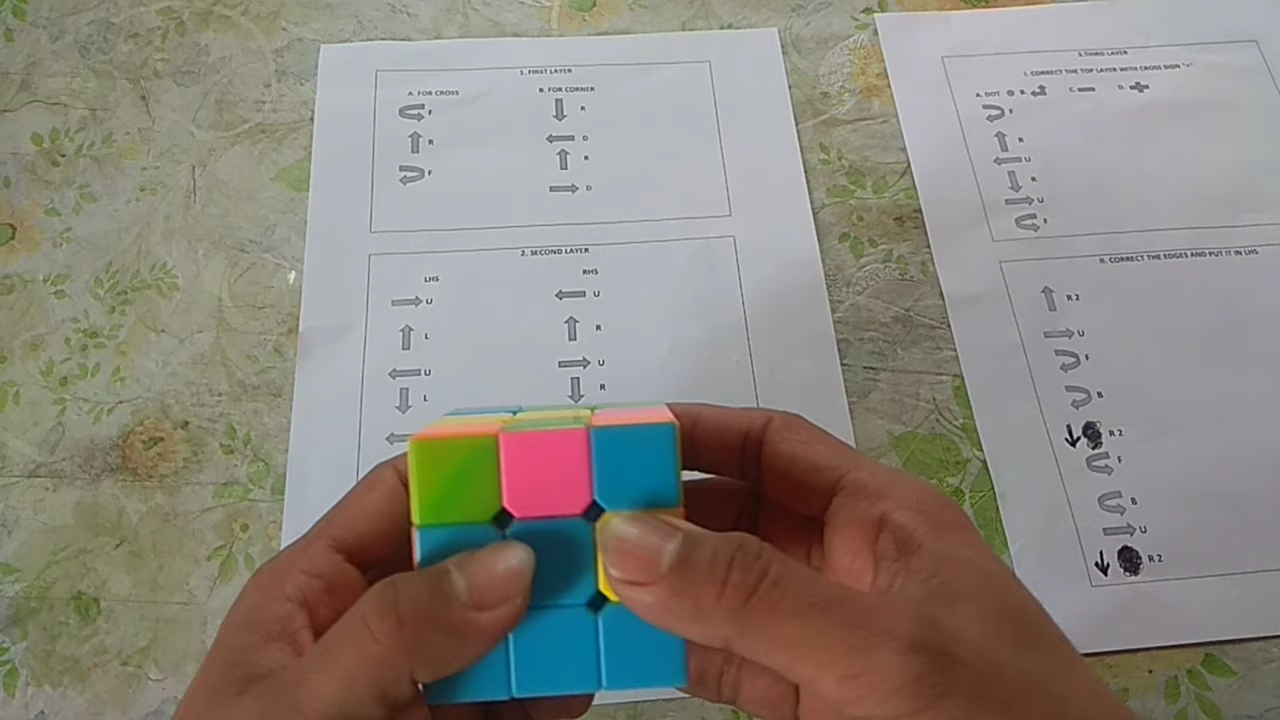 1. FIRST LAYER
A. FOR CROSS B. FOR CORNER
F R
R D
F R
D
2. SECOND LAYER
LHS RHS
U U
L R
U U
L R
3.THIRD LAYER
I. CORRECT THE TOP LAYER WITH CROSS SIGN "+"
A. DOT B. C. D.
F
R
U
R
U
F
II. CORRECT THE EDGES AND PUT IT IN LHS
R 2
U
F
B
R 2
F
B
U
R 2